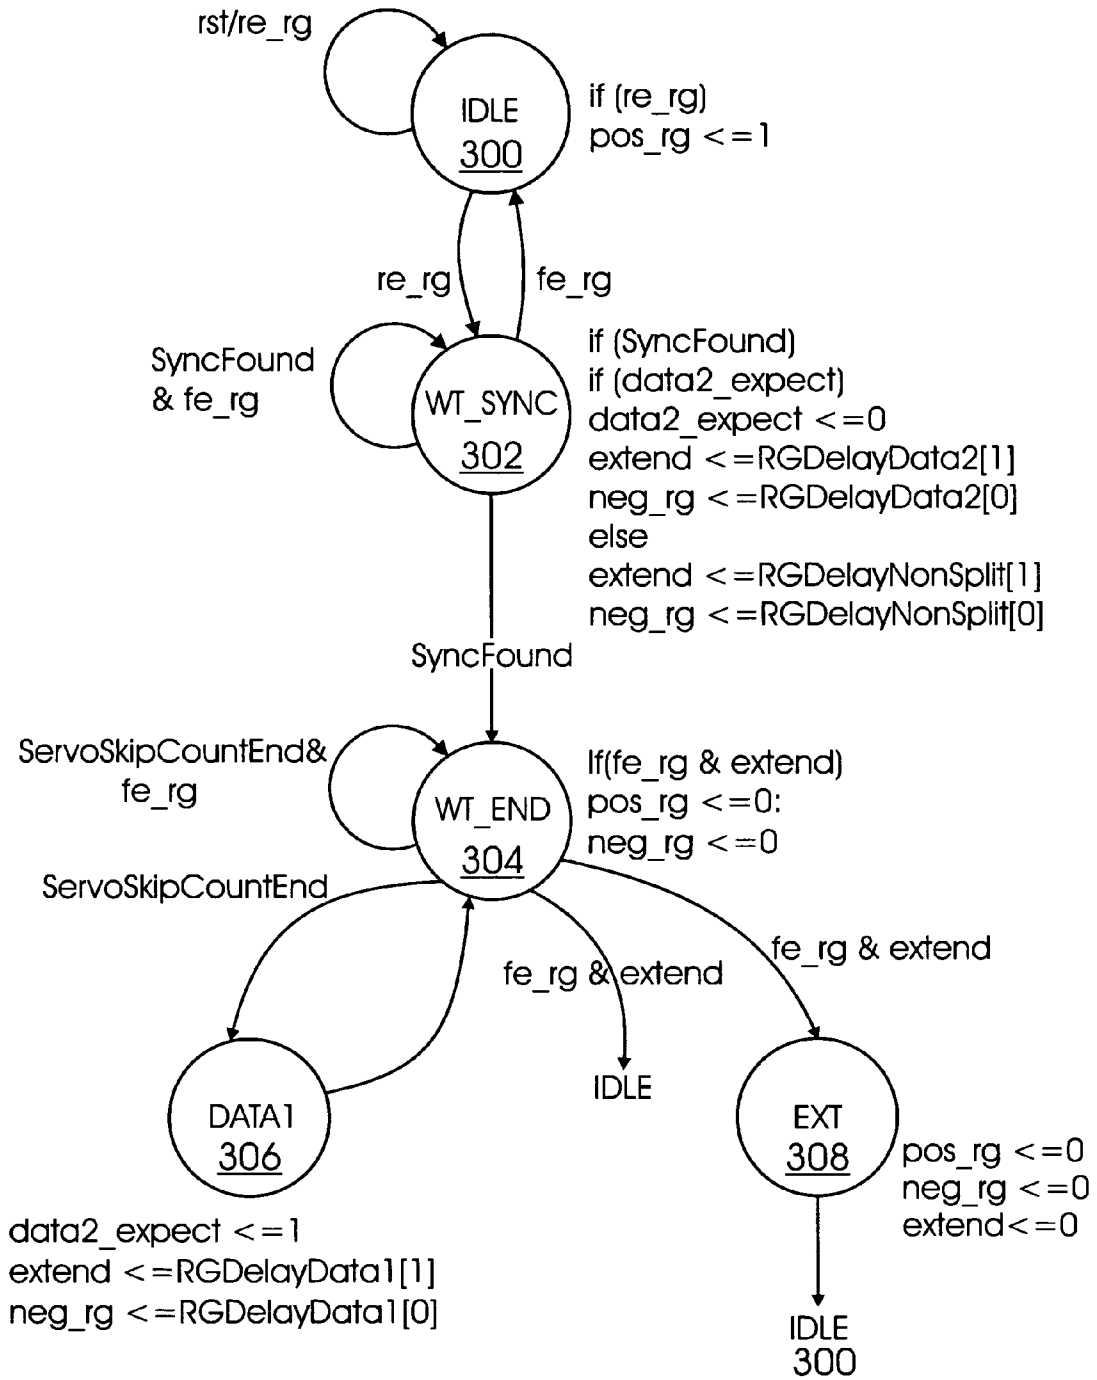 rst/re_rg
IDLE
300
if (re_rg)
pos_rg <=1
re_rg
fe_rg
SyncFound
& fe_rg
WT_SYNC
302
if (SyncFound)
if (data2_expect)
data2_expect <=0
extend <=RGDelayData2[1]
neg_rg <=RGDelayData2[0]
else
extend <=RGDelayNonSplit[1]
neg_rg <=RGDelayNonSplit[0]
SyncFound
ServoSkipCountEnd&
fe_rg
WT_END
304
If(fe_rg & extend)
pos_rg <=0:
neg_rg <=0
ServoSkipCountEnd
fe_rg & extend
fe_rg & extend
IDLE
DATA1
306
EXT
308
pos_rg <=0
neg_rg <=0
extend<=0
data2_expect <=1
extend <=RGDelayData1[1]
neg_rg <=RGDelayData1[0]
IDLE
300